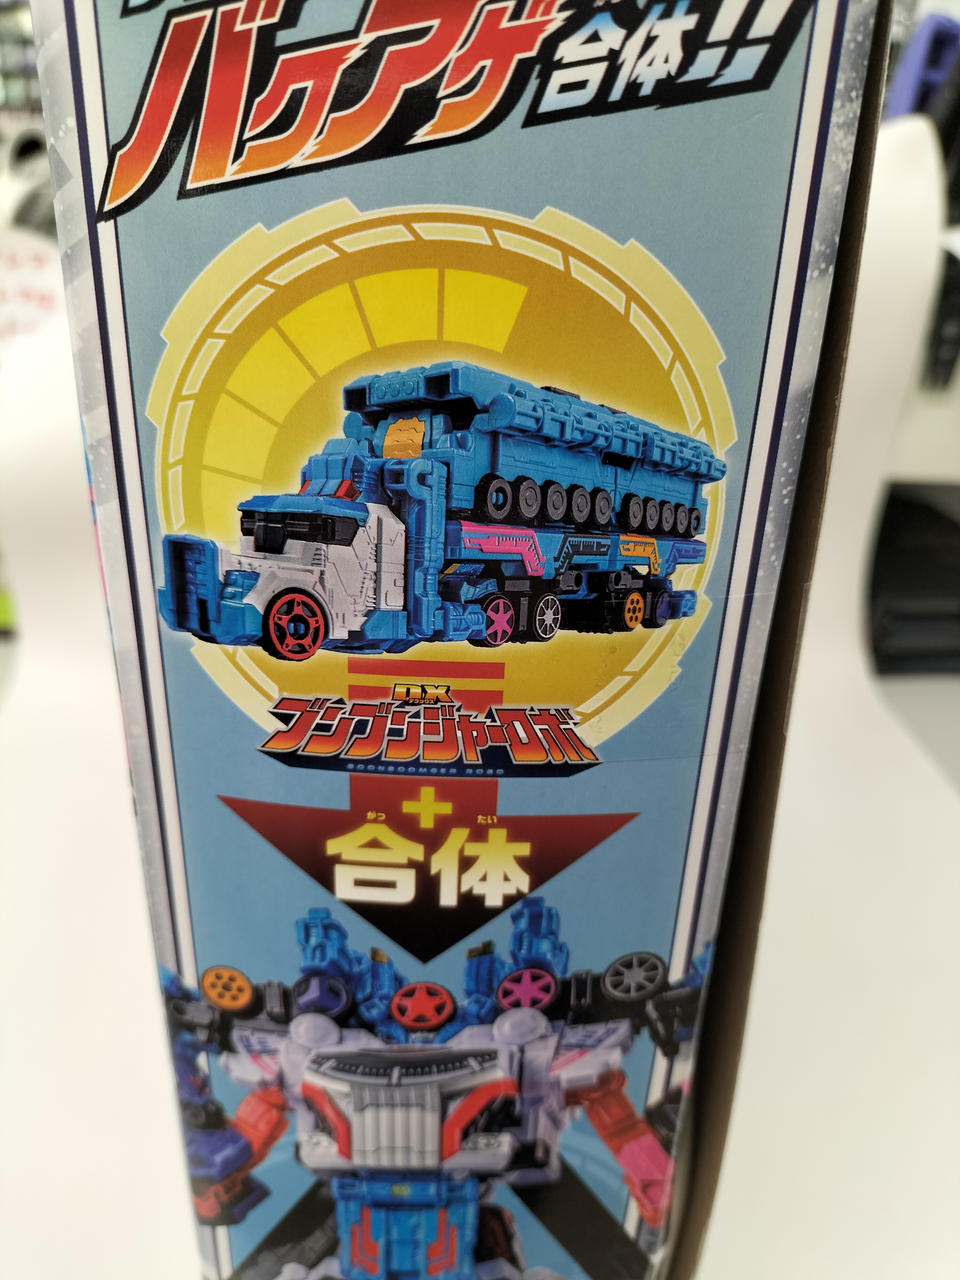 バクアゲ合体!!
DX
デラックス
ブンブンジャーロボ
BOONBOOMGER ROBO
+
がっ たい
合体